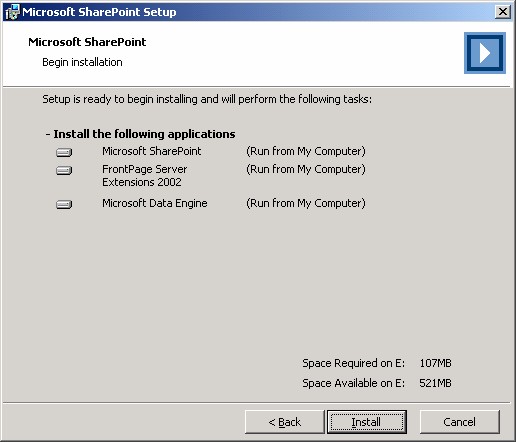 Microsoft SharePoint Setup
Microsoft SharePoint
Begin installation
Setup is ready to begin installing and will perform the following tasks:
- Install the following applications
Microsoft SharePoint (Run from My Computer)
FrontPage Server (Run from My Computer)
Extensions 2002
Microsoft Data Engine (Run from My Computer)
Space Required on E: 107MB
Space Available on E: 521MB
< Back Install Cancel